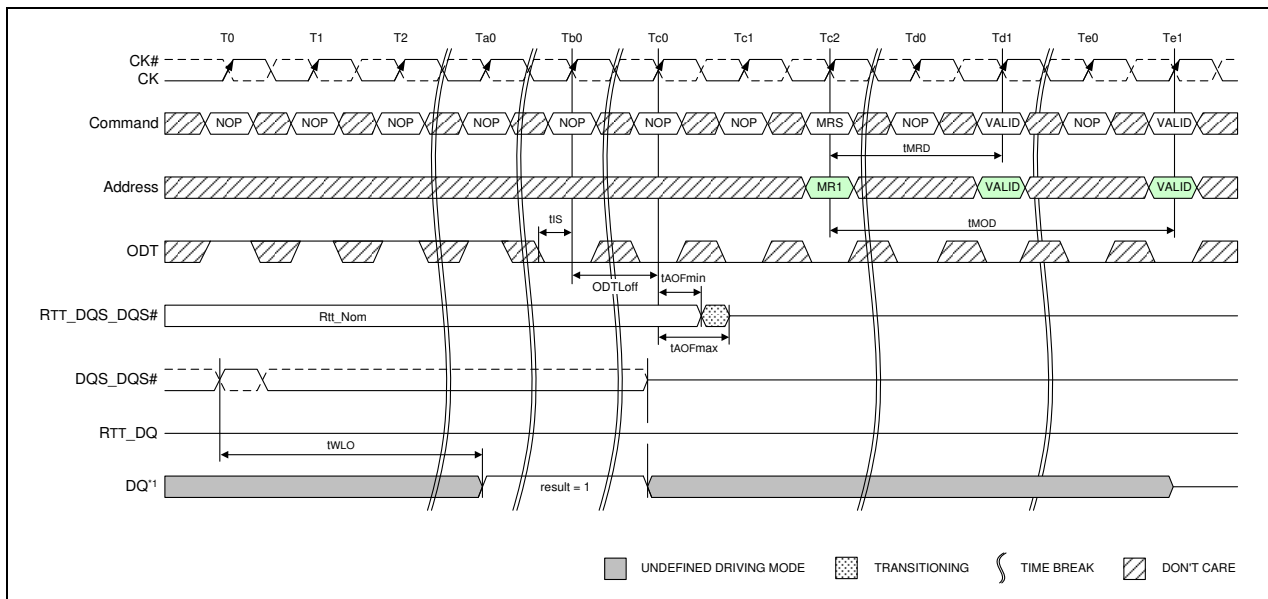 T0 T1 T2 Ta0 Tb0 Tc0 Tc1 Tc2 Td0 Td1 Te0 Te1
CK#
CK
Command NOP NOP NOP NOP NOP NOP NOP MRS NOP VALID NOP VALID
tMRD
Address MR1 VALID VALID
tIS
tMOD
ODT
ODTLoff
tAOFmin
RTT_DQS_DQS# Rtt_Nom
tAOFmax
DQS_DQS#
RTT_DQ
tWLO
DQ*1 result = 1
UNDEFINED DRIVING MODE TRANSITIONING TIME BREAK DON'T CARE